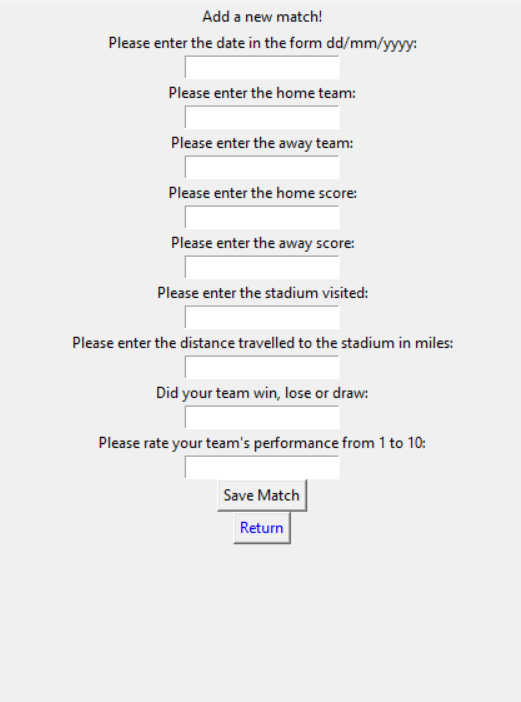 Add a new match!
Please enter the date in the form dd/mm/yyyy:
Please enter the home team:
Please enter the away team:
Please enter the home score:
Please enter the away score:
Please enter the stadium visited:
Please enter the distance travelled to the stadium in miles:
Did your team win, lose or draw:
Please rate your team's performance from 1 to 10:
Save Match
Return